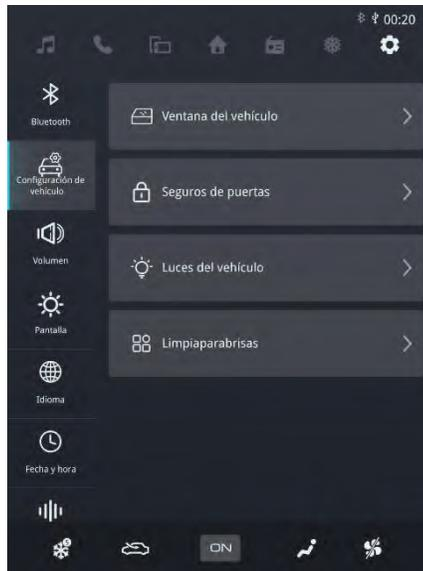 00:20
Bluetooth
Ventana del vehículo
Configuración de
vehículo
Seguros de puertas
Volumen
Luces del vehículo
Pantalla
Limpiaparabrisas
Idioma
Fecha y hora
ON